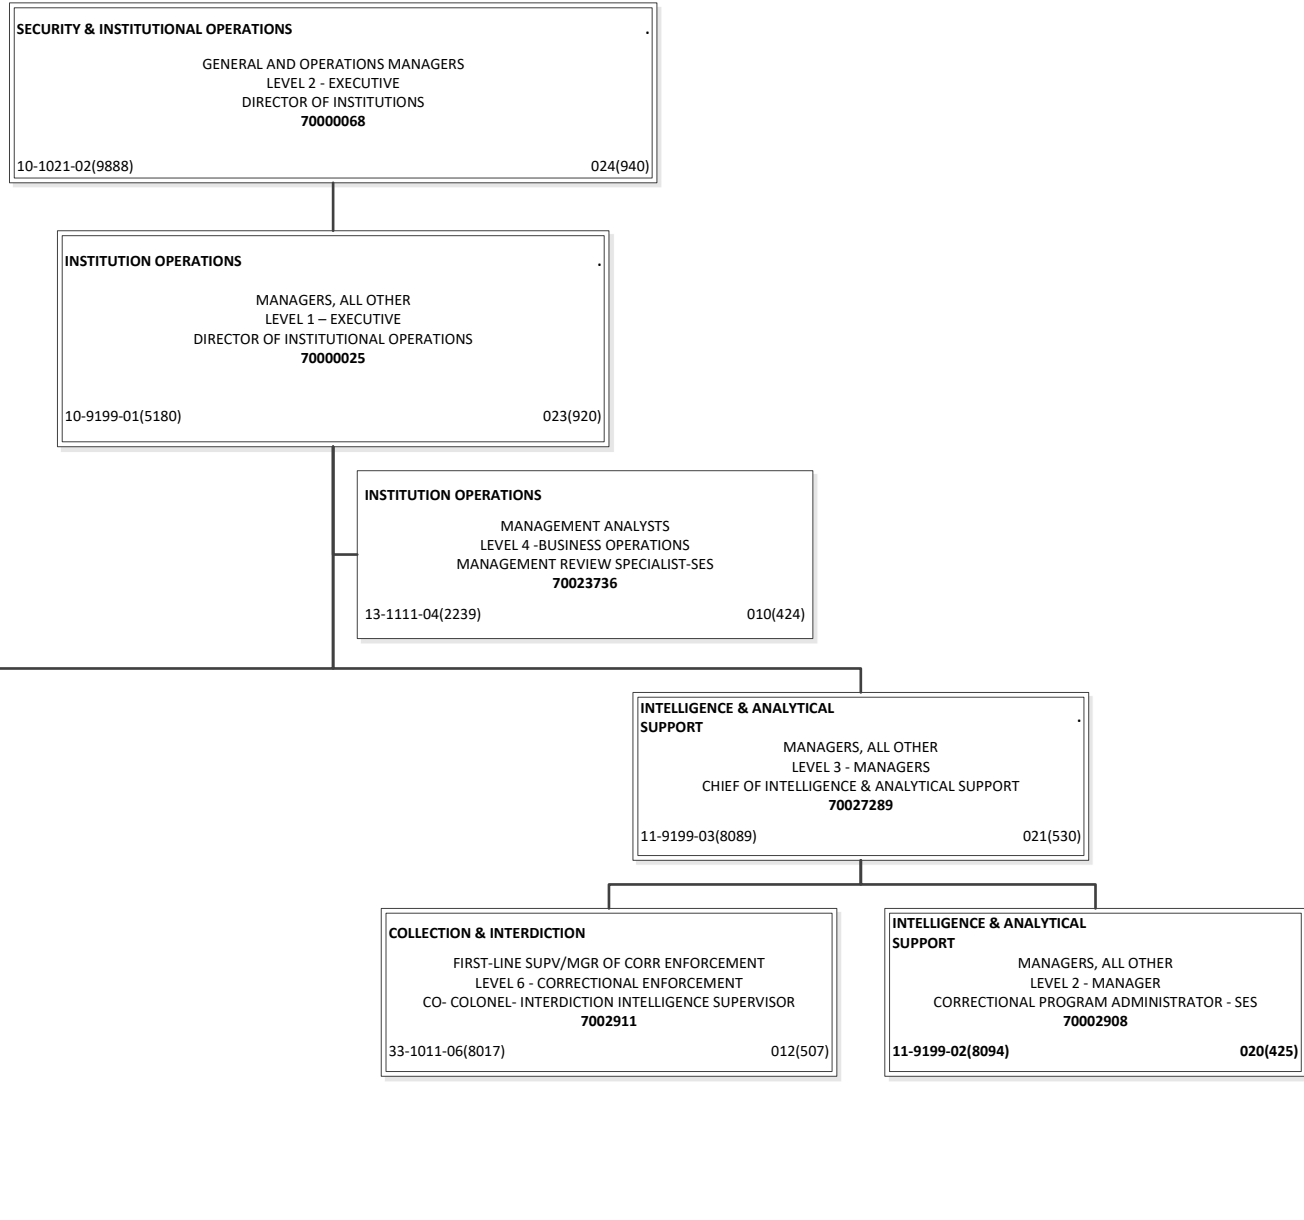 SECURITY & INSTITUTIONAL OPERATIONS .
GENERAL AND OPERATIONS MANAGERS
LEVEL 2 - EXECUTIVE
DIRECTOR OF INSTITUTIONS
70000068
10-1021-02(9888) 024(940)
INSTITUTION OPERATIONS .
MANAGERS, ALL OTHER
LEVEL 1 – EXECUTIVE
DIRECTOR OF INSTITUTIONAL OPERATIONS
70000025
10-9199-01(5180) 023(920)
INSTITUTION OPERATIONS
MANAGEMENT ANALYSTS
LEVEL 4 -BUSINESS OPERATIONS
MANAGEMENT REVIEW SPECIALIST-SES
70023736
13-1111-04(2239) 010(424)
INTELLIGENCE & ANALYTICAL
SUPPORT .
MANAGERS, ALL OTHER
LEVEL 3 - MANAGERS
CHIEF OF INTELLIGENCE & ANALYTICAL SUPPORT
70027289
11-9199-03(8089) 021(530)
COLLECTION & INTERDICTION
FIRST-LINE SUPV/MGR OF CORR ENFORCEMENT
LEVEL 6 - CORRECTIONAL ENFORCEMENT
CO- COLONEL- INTERDICTION INTELLIGENCE SUPERVISOR
7002911
33-1011-06(8017) 012(507)
INTELLIGENCE & ANALYTICAL
SUPPORT
MANAGERS, ALL OTHER
LEVEL 2 - MANAGER
CORRECTIONAL PROGRAM ADMINISTRATOR - SES
70002908
11-9199-02(8094) 020(425)